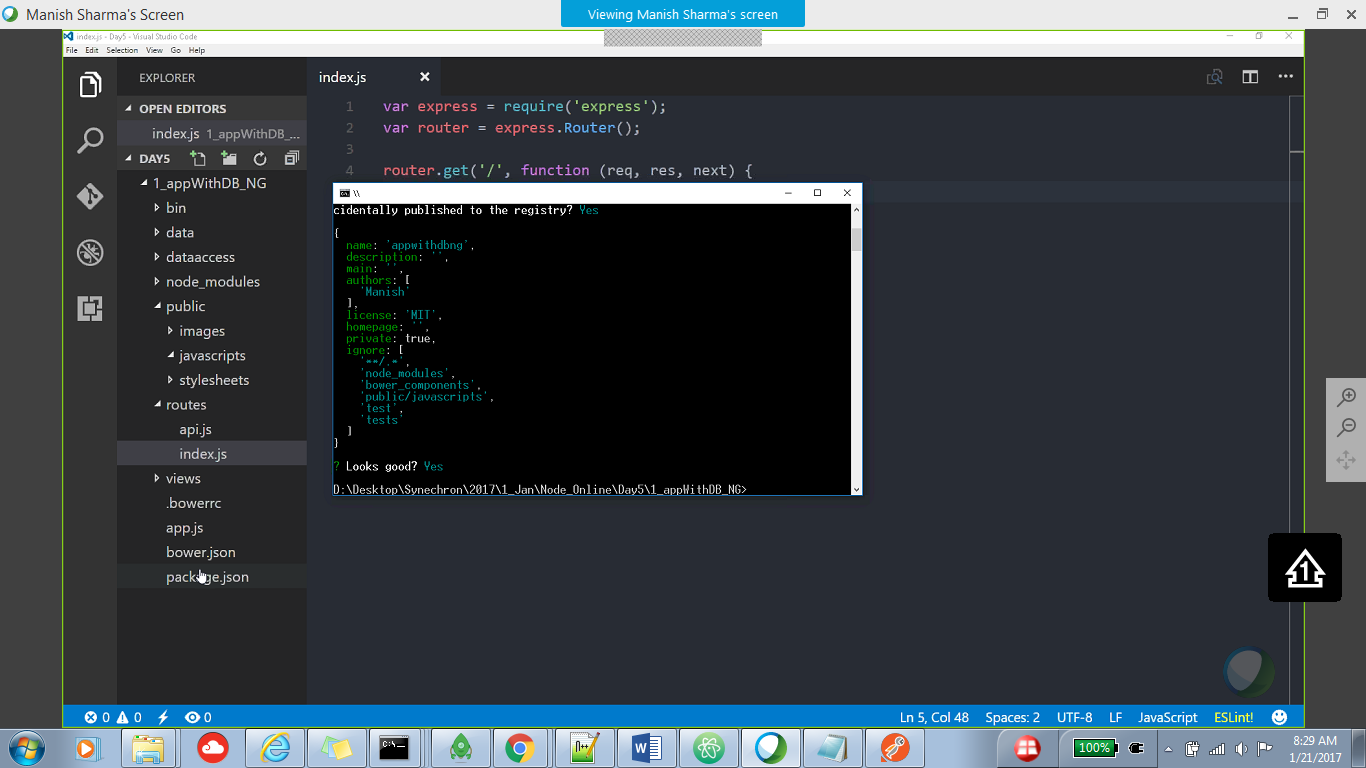 Manish Sharma's Screen
Viewing Manish Sharma's screen
index.js - Day5 - Visual Studio Code
File Edit Selection View Go Help
EXPLORER
OPEN EDITORS
index.js 1_appWithDB_...
DAY5
1_appWithDB_NG
bin
data
dataaccess
node_modules
public
images
javascripts
stylesheets
routes
api.js
index.js
views
.bowerrc
app.js
bower.json
package.json
index.js
1 var express = require('express');
2 var router = express.Router();
3
4 router.get('/', function (req, res, next) {
\\
cidentally published to the registry? Yes
{
name: 'appwithdbng',
description: '',
main: '',
authors: [
'Manish'
],
license: 'MIT',
homepage: '',
private: true,
ignore: [
'**/.*',
'node_modules',
'bower_components',
'public/javascripts',
'test',
'tests'
]
}
? Looks good? Yes
D:\Desktop\Synechron\2017\1_Jan\Node_Online\Day5\1_appWithDB_NG>
1
0 0 0
Ln 5, Col 48 Spaces: 2 UTF-8 LF JavaScript ESLint!
100%
8:29 AM
1/21/2017